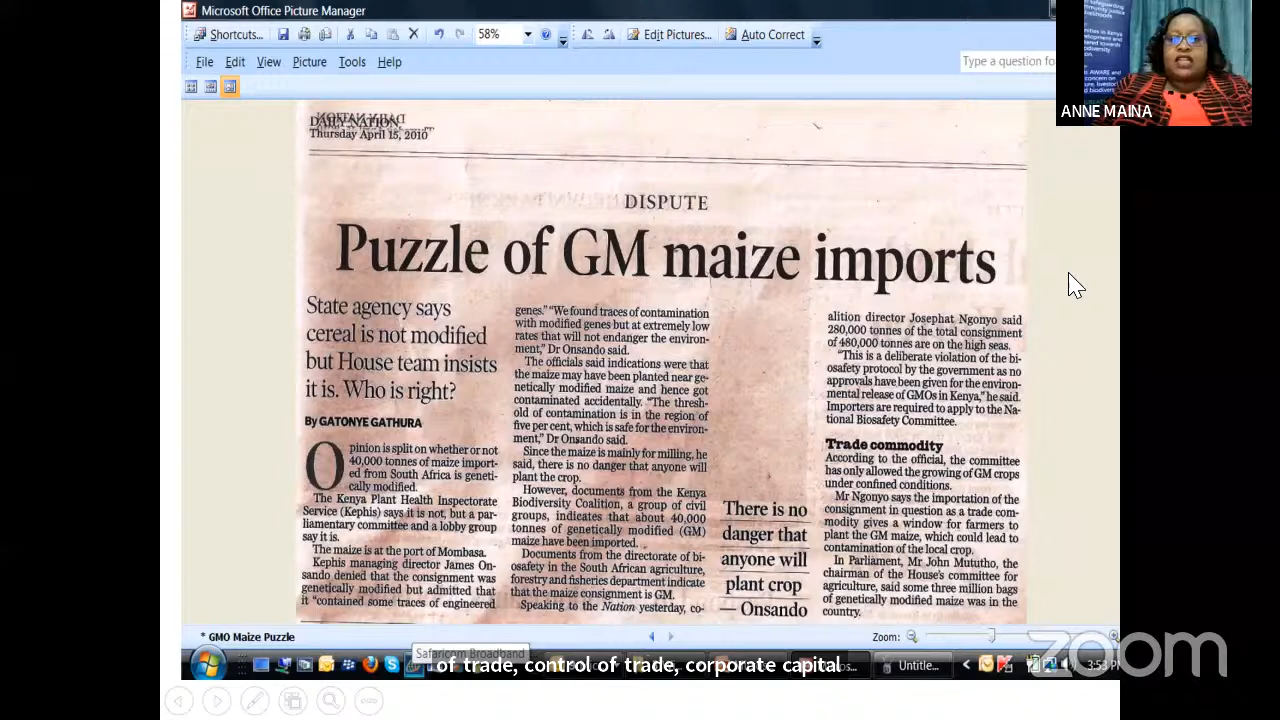 Microsoft Office Picture Manager
Shortcuts...
58%
Edit Pictures...
Auto Correct
File Edit View Picture Tools Help
Type a question fo
ANNE MAINA
DAILY NATION
Thursday April 15, 2010
DISPUTE
Puzzle of GM maize imports
State agency says
cereal is not modified
but House team insists
it is. Who is right?
By GATONYE GATHURA
Opinion is split on whether or not
40,000 tonnes of maize import-
ed from South Africa is geneti-
cally modified.
The Kenya Plant Health Inspectorate
Service (Kephis) says it is not, but a par-
liamentary committee and a lobby group
say it is.
The maize is at the port of Mombasa.
Kephis managing director James On-
sando denied that the consignment was
genetically modified but admitted that
it "contained some traces of engineered
genes." "We found traces of contamination
with modified genes but at extremely low
rates that will not endanger the environ-
ment," Dr Onsando said.
The officials said indications were that
the maize may have been planted near ge-
netically modified maize and hence got
contaminated accidentally. "The thresh-
old of contamination is in the region of
five per cent, which is safe for the environ-
ment," Dr Onsando said.
Since the maize is mainly for milling, he
said, there is no danger that anyone will
plant the crop.
However, documents from the Kenya
Biodiversity Coalition, a group of civil
groups, indicates that about 40,000
tonnes of genetically modified (GM)
maize have been imported.
Documents from the directorate of bi-
osafety in the South African agriculture,
forestry and fisheries department indicate
that the maize consignment is GM.
Speaking to the Nation yesterday, co-
There is no
danger that
anyone will
plant crop
— Onsando
alition director Josephat Ngonyo said
280,000 tonnes of the total consignment
of 480,000 tonnes are on the high seas.
"This is a deliberate violation of the bi-
osafety protocol by the government as no
approvals have been given for the environ-
mental release of GMOs in Kenya," he said.
Importers are required to apply to the Na-
tional Biosafety Committee.
Trade commodity
According to the official, the committee
has only allowed the growing of GM crops
under confined conditions.
Mr Ngonyo says the importation of the
consignment in question as a trade com-
modity gives a window for farmers to
plant the GM maize, which could lead to
contamination of the local crop.
In Parliament, Mr John Mututho, the
chairman of the House's committee for
agriculture, said some three million bags
of genetically modified maize was in the
country.
* GMO Maize Puzzle
Zoom:
Safaricom Broadband
of trade, control of trade, corporate capital
Untitle...
3:53 P
zoom